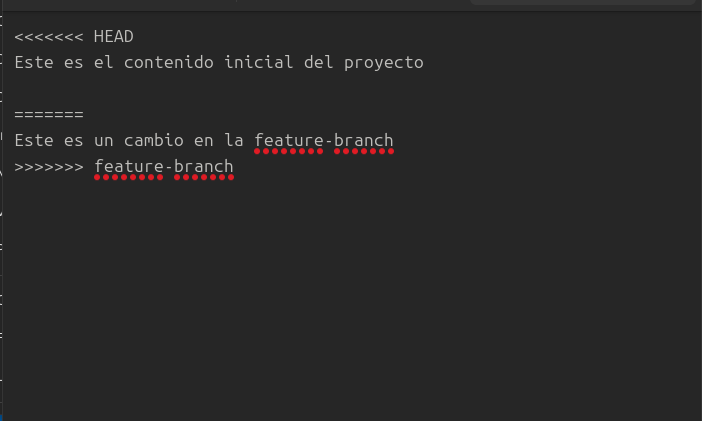 <<<<<<< HEAD
Este es el contenido inicial del proyecto
=======
Este es un cambio en la feature-branch
>>>>>>> feature-branch